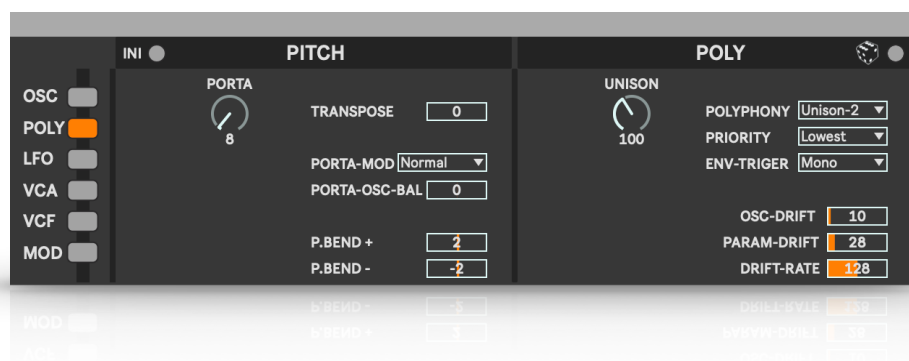 INI PITCH POLY
PORTA UNISON
OSC
POLY
LFO
VCA
VCF
MOD
8
TRANSPOSE 0
PORTA-MOD Normal
PORTA-OSC-BAL 0
P.BEND + 2
P.BEND - -2
100
POLYPHONY Unison-2
PRIORITY Lowest
ENV-TRIGER Mono
OSC-DRIFT 10
PARAM-DRIFT 28
DRIFT-RATE 128